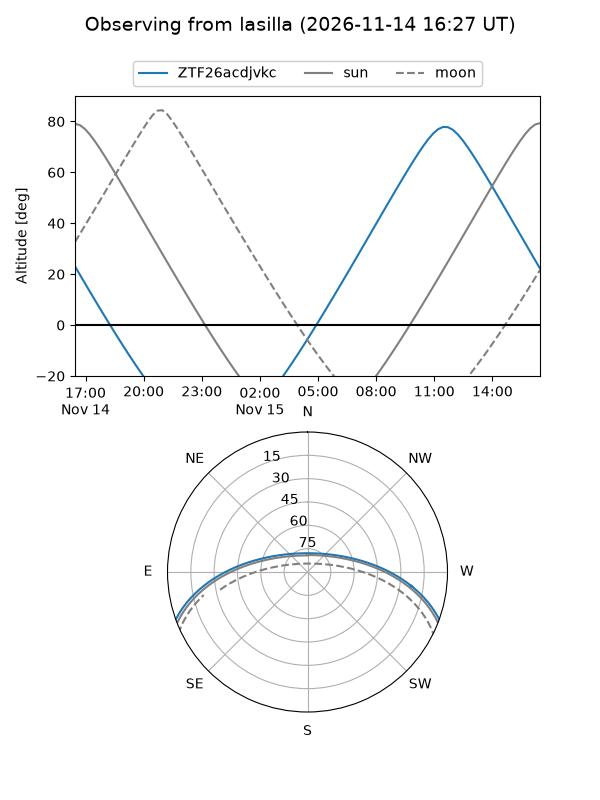 Observing from lasilla (2026-11-14 16:27 UT)
ZTF26acdjvkc
sun
moon
Altitude [deg]
80
60
40
20
0
−20
17:00 20:00 23:00 02:00 05:00 08:00 11:00 14:00
Nov 14 Nov 15
N
NE NW
15
30
45
60
75
E W
SE SW
S